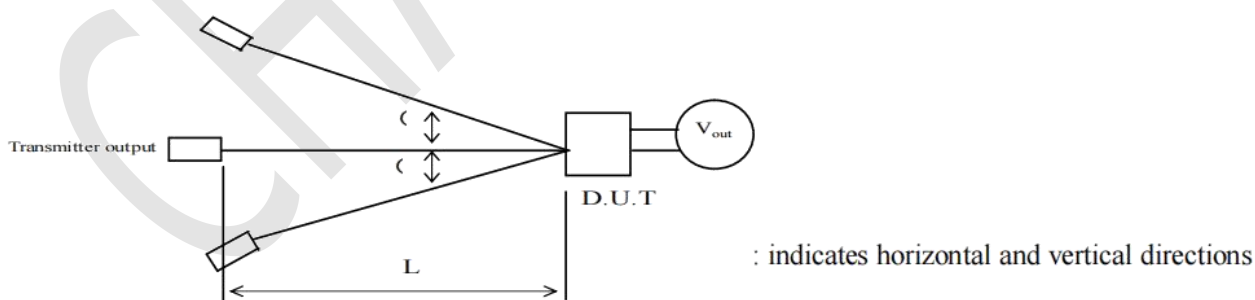 Transmitter output
(
(
V out
D.U.T
L
: indicates horizontal and vertical directions